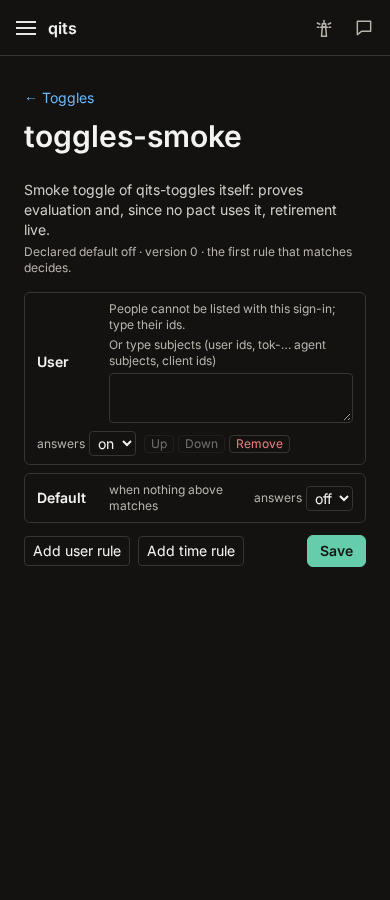 qits
← Toggles
toggles-smoke
Smoke toggle of qits-toggles itself: proves
evaluation and, since no pact uses it, retirement
live.
Declared default off · version 0 · the first rule that matches
decides.
User
People cannot be listed with this sign-in;
type their ids.
Or type subjects (user ids, tok-... agent
subjects, client ids)
answers on Up Down Remove
Default
when nothing above
matches
answers off
Add user rule Add time rule Save